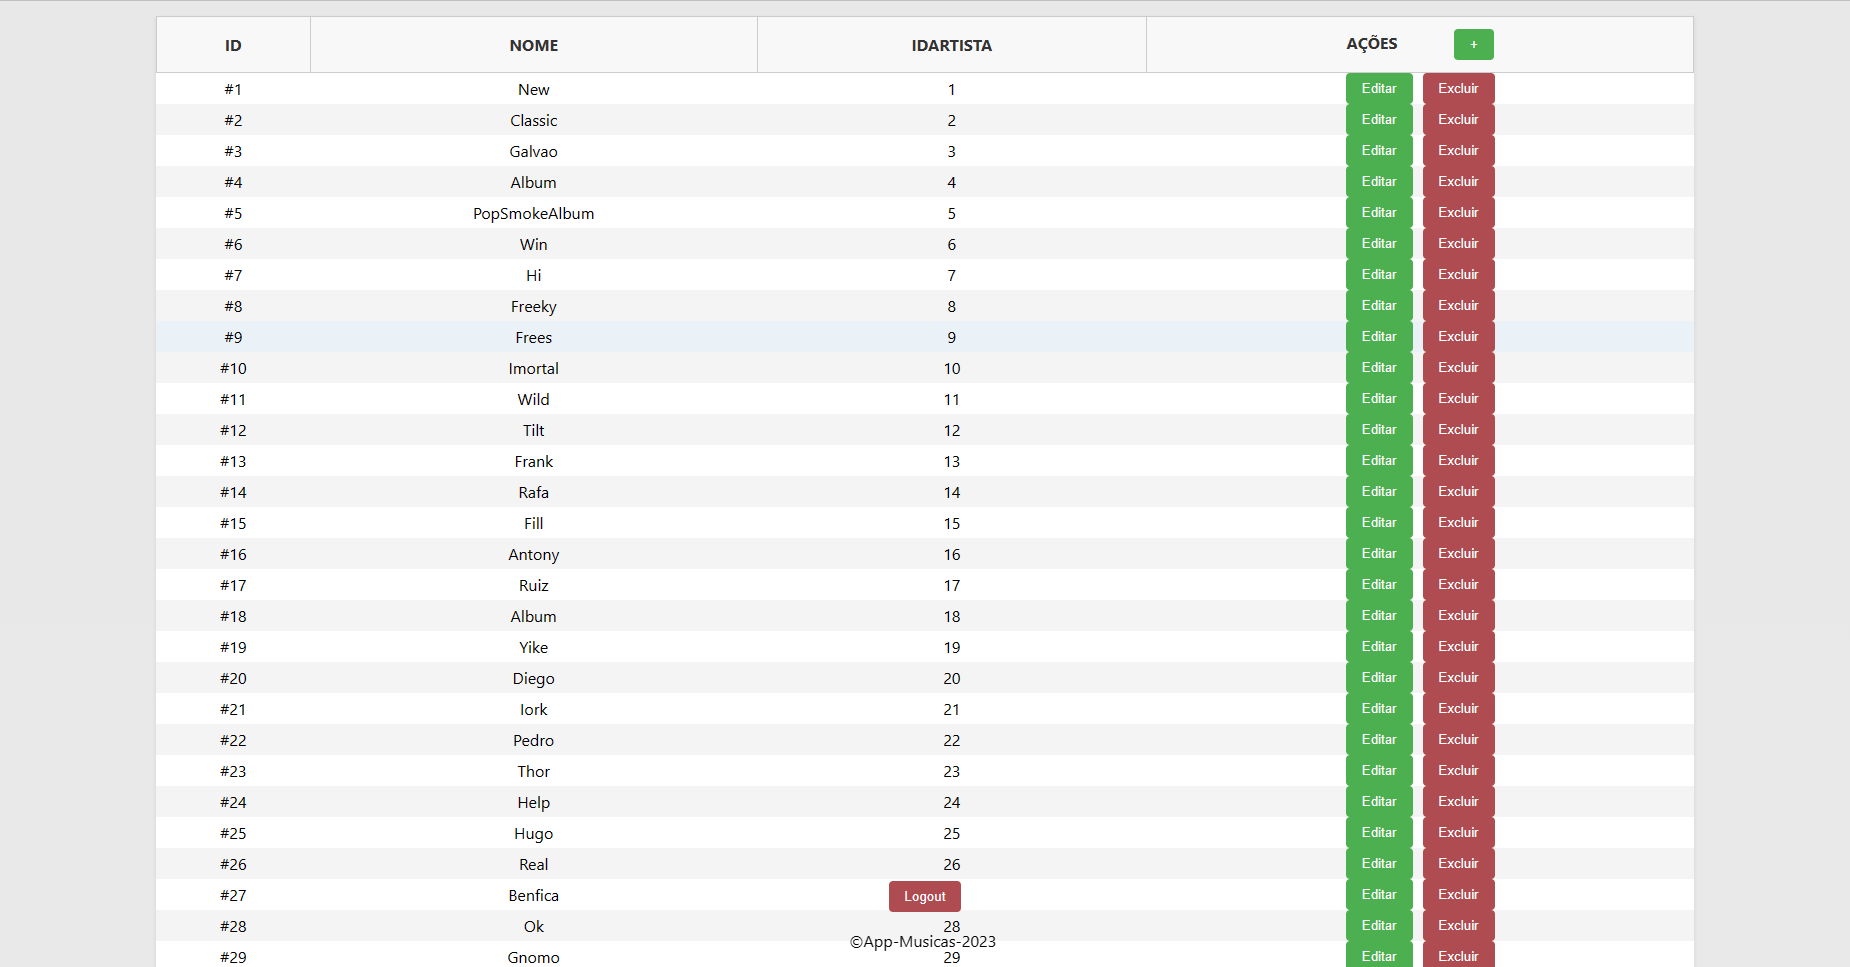 ID NOME IDARTISTA AÇÕES +
#1 New 1 Editar Excluir
#2 Classic 2 Editar Excluir
#3 Galvao 3 Editar Excluir
#4 Album 4 Editar Excluir
#5 PopSmokeAlbum 5 Editar Excluir
#6 Win 6 Editar Excluir
#7 Hi 7 Editar Excluir
#8 Freeky 8 Editar Excluir
#9 Frees 9 Editar Excluir
#10 Imortal 10 Editar Excluir
#11 Wild 11 Editar Excluir
#12 Tilt 12 Editar Excluir
#13 Frank 13 Editar Excluir
#14 Rafa 14 Editar Excluir
#15 Fill 15 Editar Excluir
#16 Antony 16 Editar Excluir
#17 Ruiz 17 Editar Excluir
#18 Album 18 Editar Excluir
#19 Yike 19 Editar Excluir
#20 Diego 20 Editar Excluir
#21 Iork 21 Editar Excluir
#22 Pedro 22 Editar Excluir
#23 Thor 23 Editar Excluir
#24 Help 24 Editar Excluir
#25 Hugo 25 Editar Excluir
#26 Real 26 Editar Excluir
#27 Benfica Logout Editar Excluir
#28 Ok 28 Editar Excluir
©App-Musicas-2023
#29 Gnomo 29 Editar Excluir